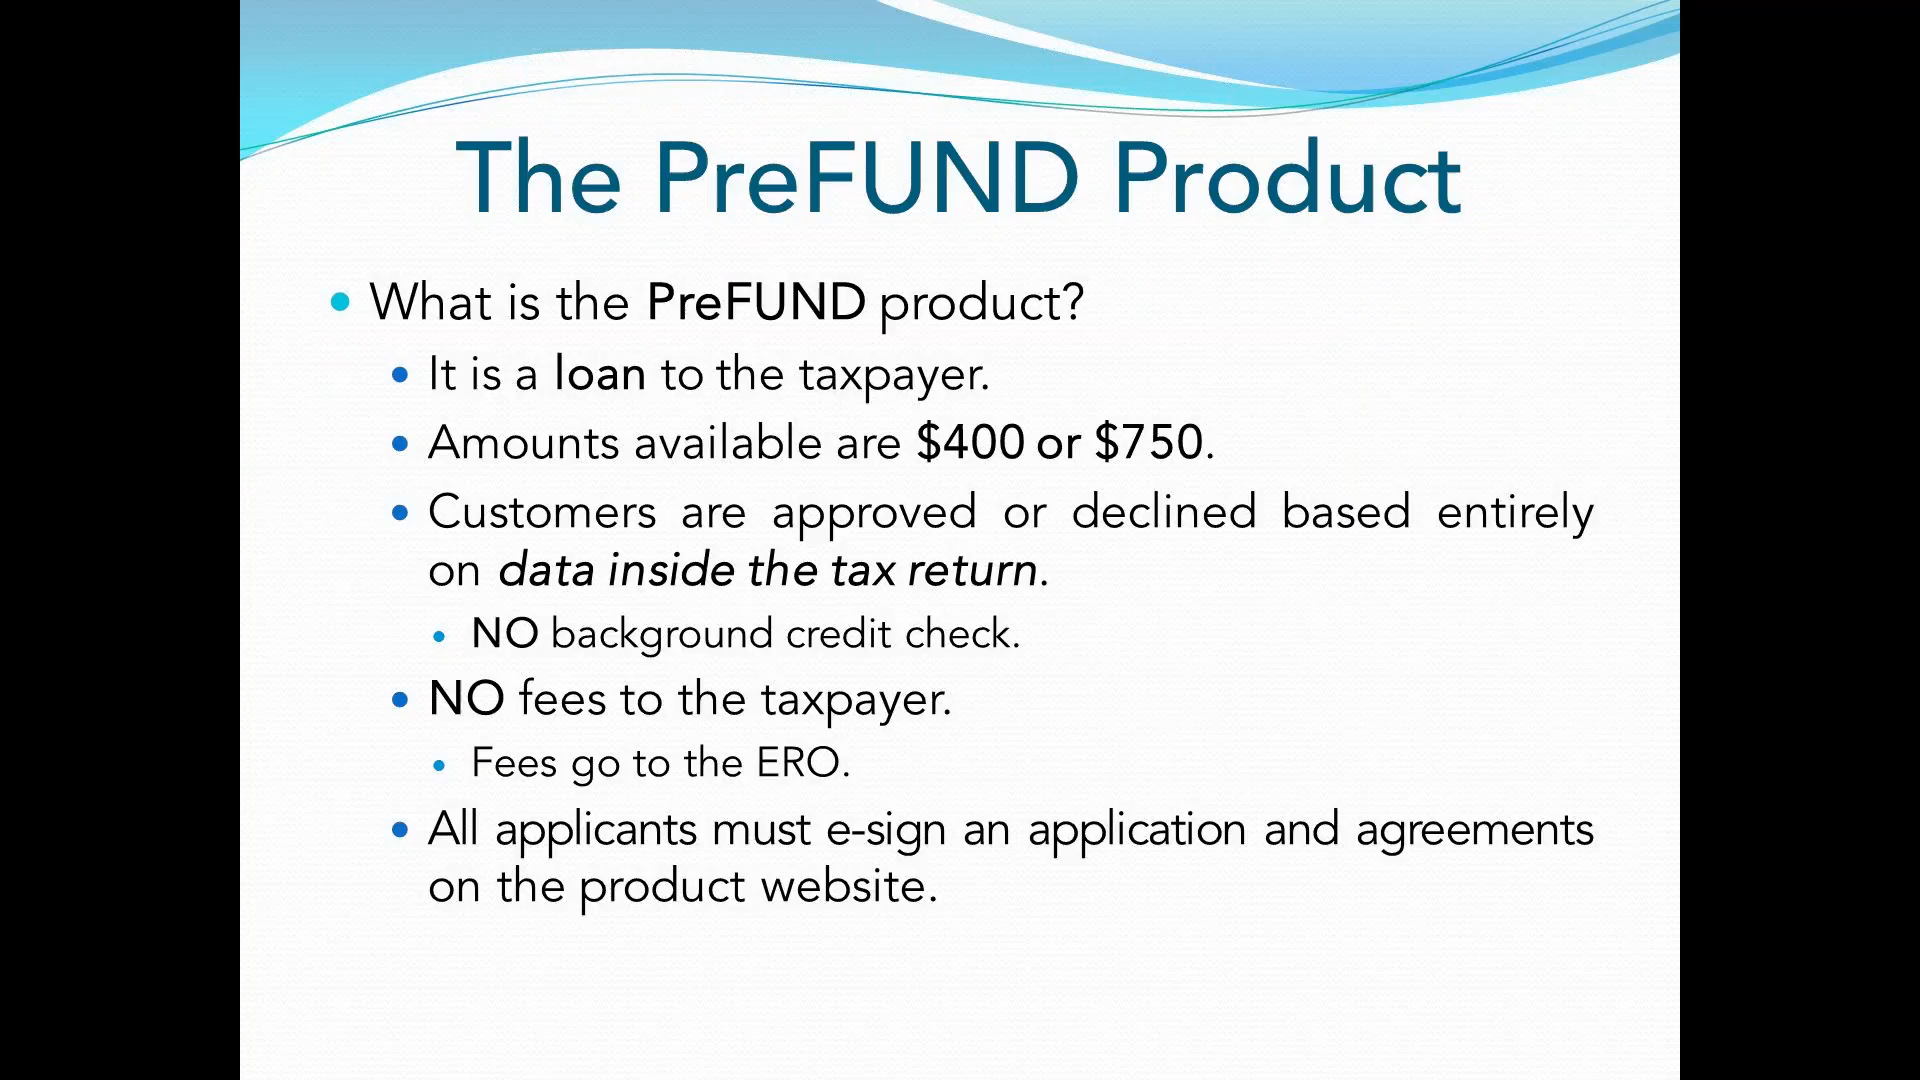 The PreFUND Product
• What is the PreFUND product?
• It is a loan to the taxpayer.
• Amounts available are $400 or $750.
• Customers are approved or declined based entirely
on data inside the tax return.
• NO background credit check.
• NO fees to the taxpayer.
• Fees go to the ERO.
• All applicants must e-sign an application and agreements
on the product website.